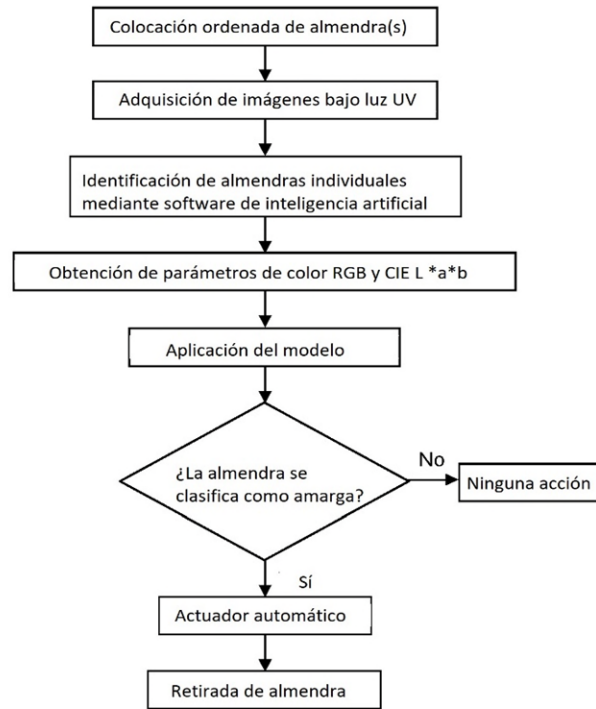 Colocación ordenada de almendra(s)
Adquisición de imágenes bajo luz UV
Identificación de almendras individuales
mediante software de inteligencia artificial
Obtención de parámetros de color RGB y CIE L *a*b
Aplicación del modelo
¿La almendra se
clasifica como amarga?
No
Ninguna acción
Sí
Actuador automático
Retirada de almendra